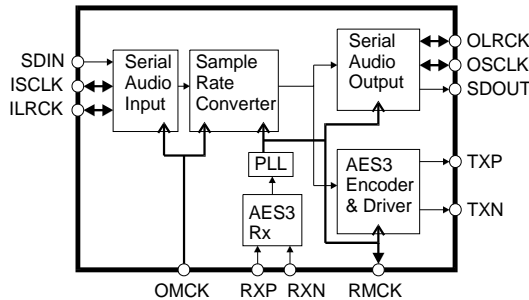 SDIN
ISCLK
ILRCK
Serial
Audio
Input
Sample
Rate
Converter
Serial
Audio
Output
OLRCK
OSCLK
SDOUT
PLL
AES3
Rx
AES3
Encoder
& Driver
TXP
TXN
OMCK
RXP
RXN
RMCK